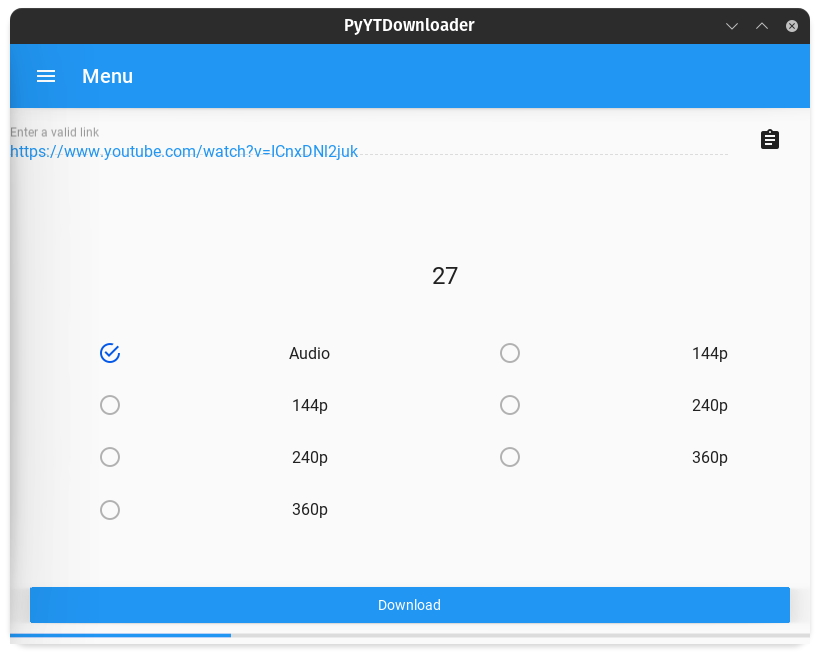 PyYTDownloader
Menu
Enter a valid link
https://www.youtube.com/watch?v=ICnxDNl2juk
27
Audio 144p
144p 240p
240p 360p
360p
Download